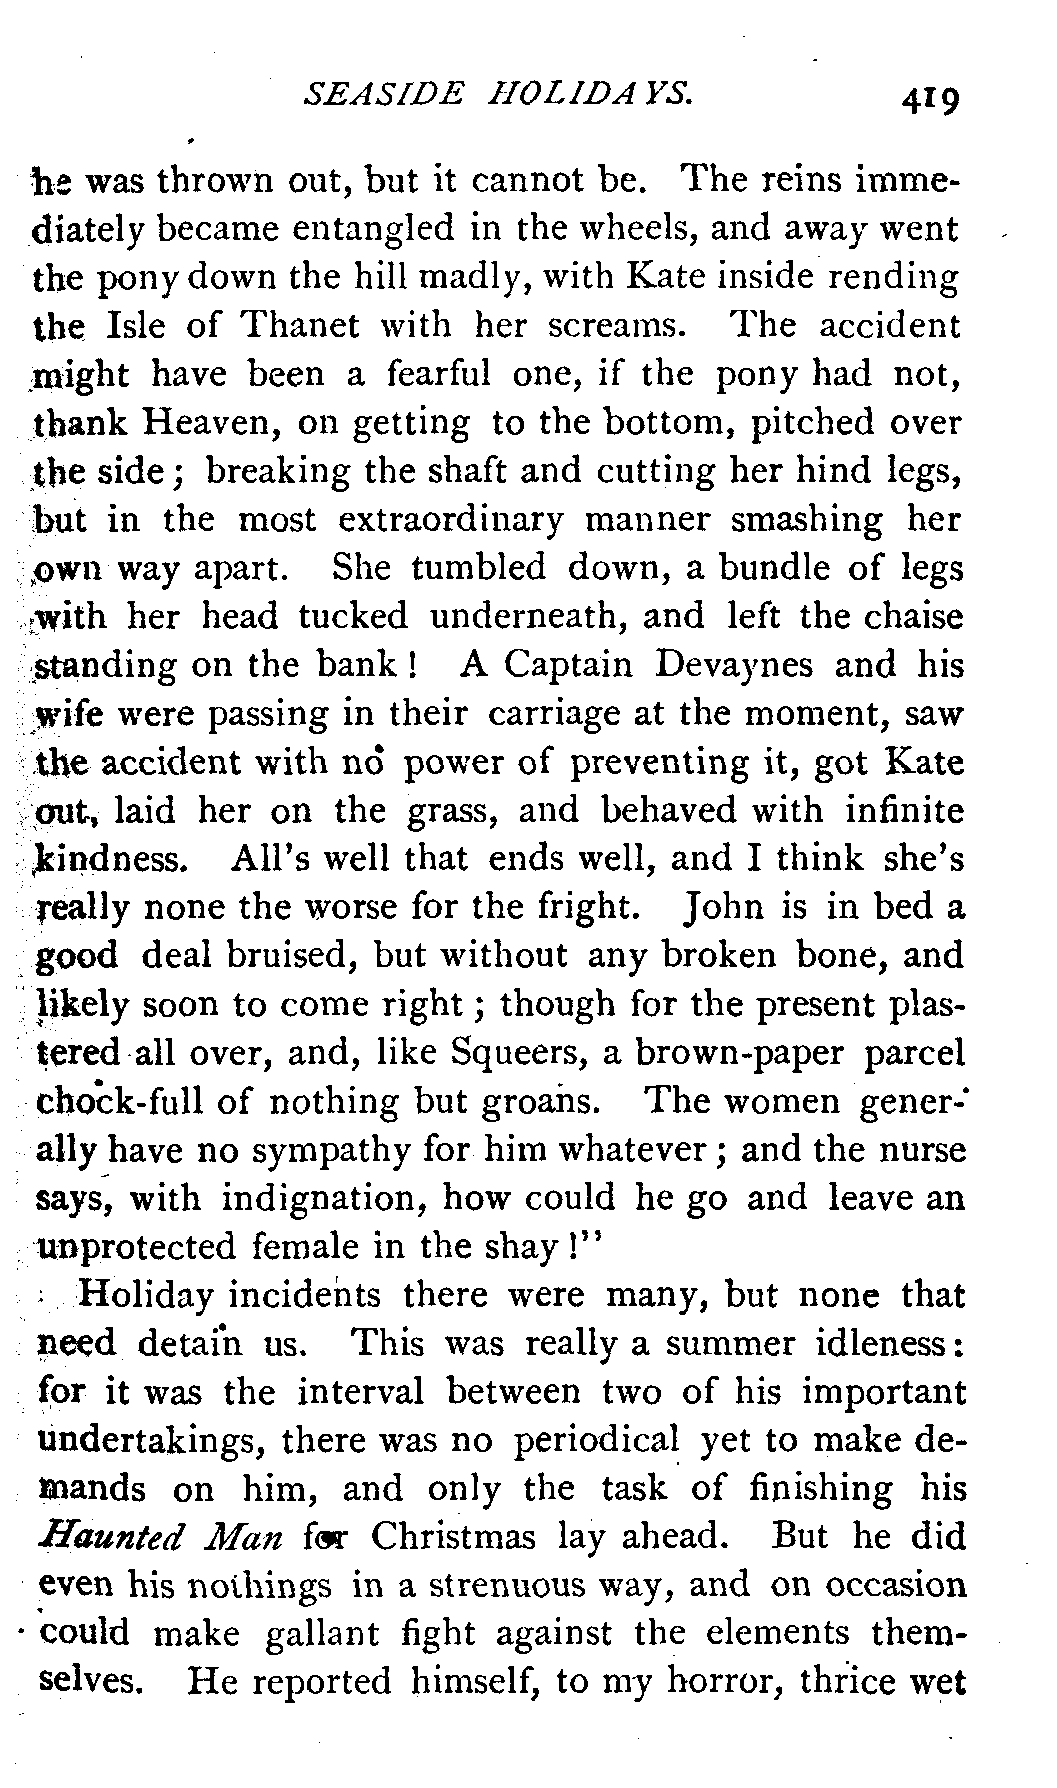 SEASIDE HOLIDAYS. 419
he was thrown out, but it cannot be. The reins imme-
diately became entangled in the wheels, and away went
the pony down the hill madly, with Kate inside rending
the Isle of Thanet with her screams. The accident
might have been a fearful one, if the pony had not,
thank Heaven, on getting to the bottom, pitched over
the side; breaking the shaft and cutting her hind legs,
but in the most extraordinary manner smashing her
own way apart. She tumbled down, a bundle of legs
with her head tucked underneath, and left the chaise
standing on the bank! A Captain Devaynes and his
wife were passing in their carriage at the moment, saw
the accident with no power of preventing it, got Kate
out, laid her on the grass, and behaved with infinite
kindness. All's well that ends well, and I think she's
really none the worse for the fright. John is in bed a
good deal bruised, but without any broken bone, and
likely soon to come right; though for the present plas-
tered all over, and, like Squeers, a brown-paper parcel
chock-full of nothing but groans. The women gener-
ally have no sympathy for him whatever; and the nurse
says, with indignation, how could he go and leave an
unprotected female in the shay!"
Holiday incidents there were many, but none that
need detain us. This was really a summer idleness:
for it was the interval between two of his important
undertakings, there was no periodical yet to make de-
mands on him, and only the task of finishing his
Haunted Man for Christmas lay ahead. But he did
even his nothings in a strenuous way, and on occasion
could make gallant fight against the elements them-
selves. He reported himself, to my horror, thrice wet